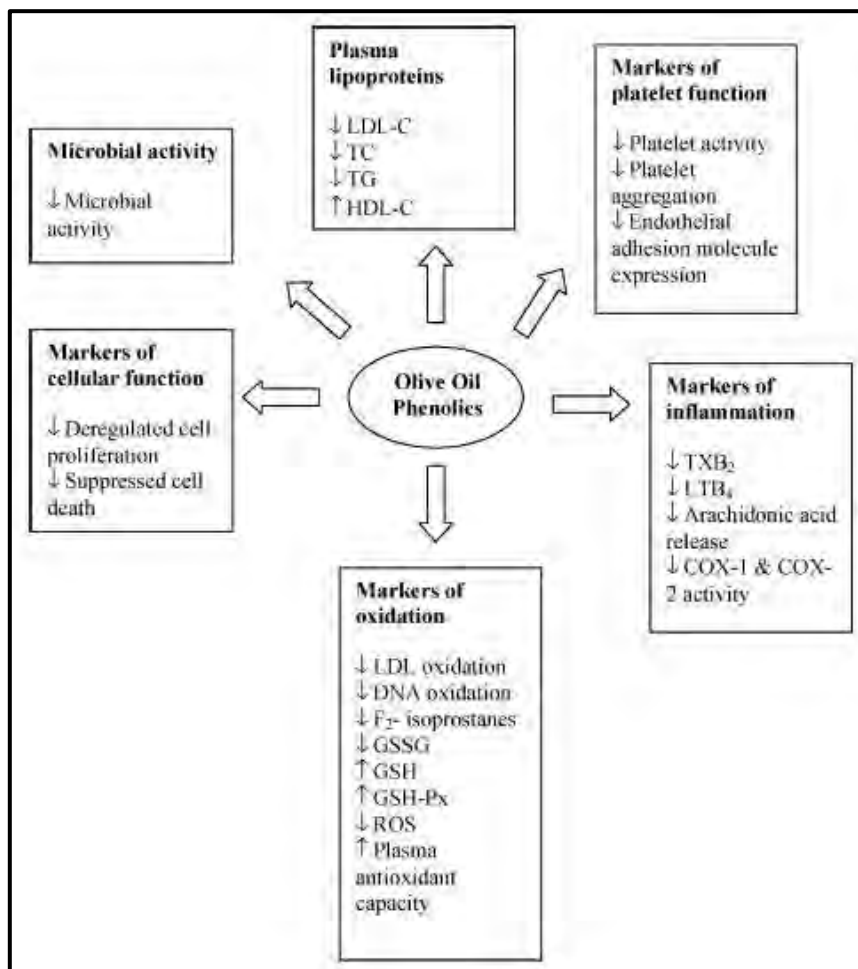 Plasma
lipoproteins
↓ LDL-C
↓ TC
↓ TG
↑ HDL-C
Markers of
platelet function
↓ Platelet activity
↓ Platelet
aggregation
↓ Endothelial
adhesion molecule
expression
Microbial activity
↓ Microbial
activity
Markers of
cellular function
↓ Deregulated cell
proliferation
↓ Suppressed cell
death
Olive Oil
Phenolics
Markers of
inflammation
↓ TXB₂
↓ LTB₄
↓ Arachidonic acid
release
↓ COX-1 & COX-
2 activity
Markers of
oxidation
↓ LDL oxidation
↓ DNA oxidation
↓ F₂- isoprostanes
↓ GSSG
↑ GSH
↑ GSH-Px
↓ ROS
↑ Plasma
antioxidant
capacity